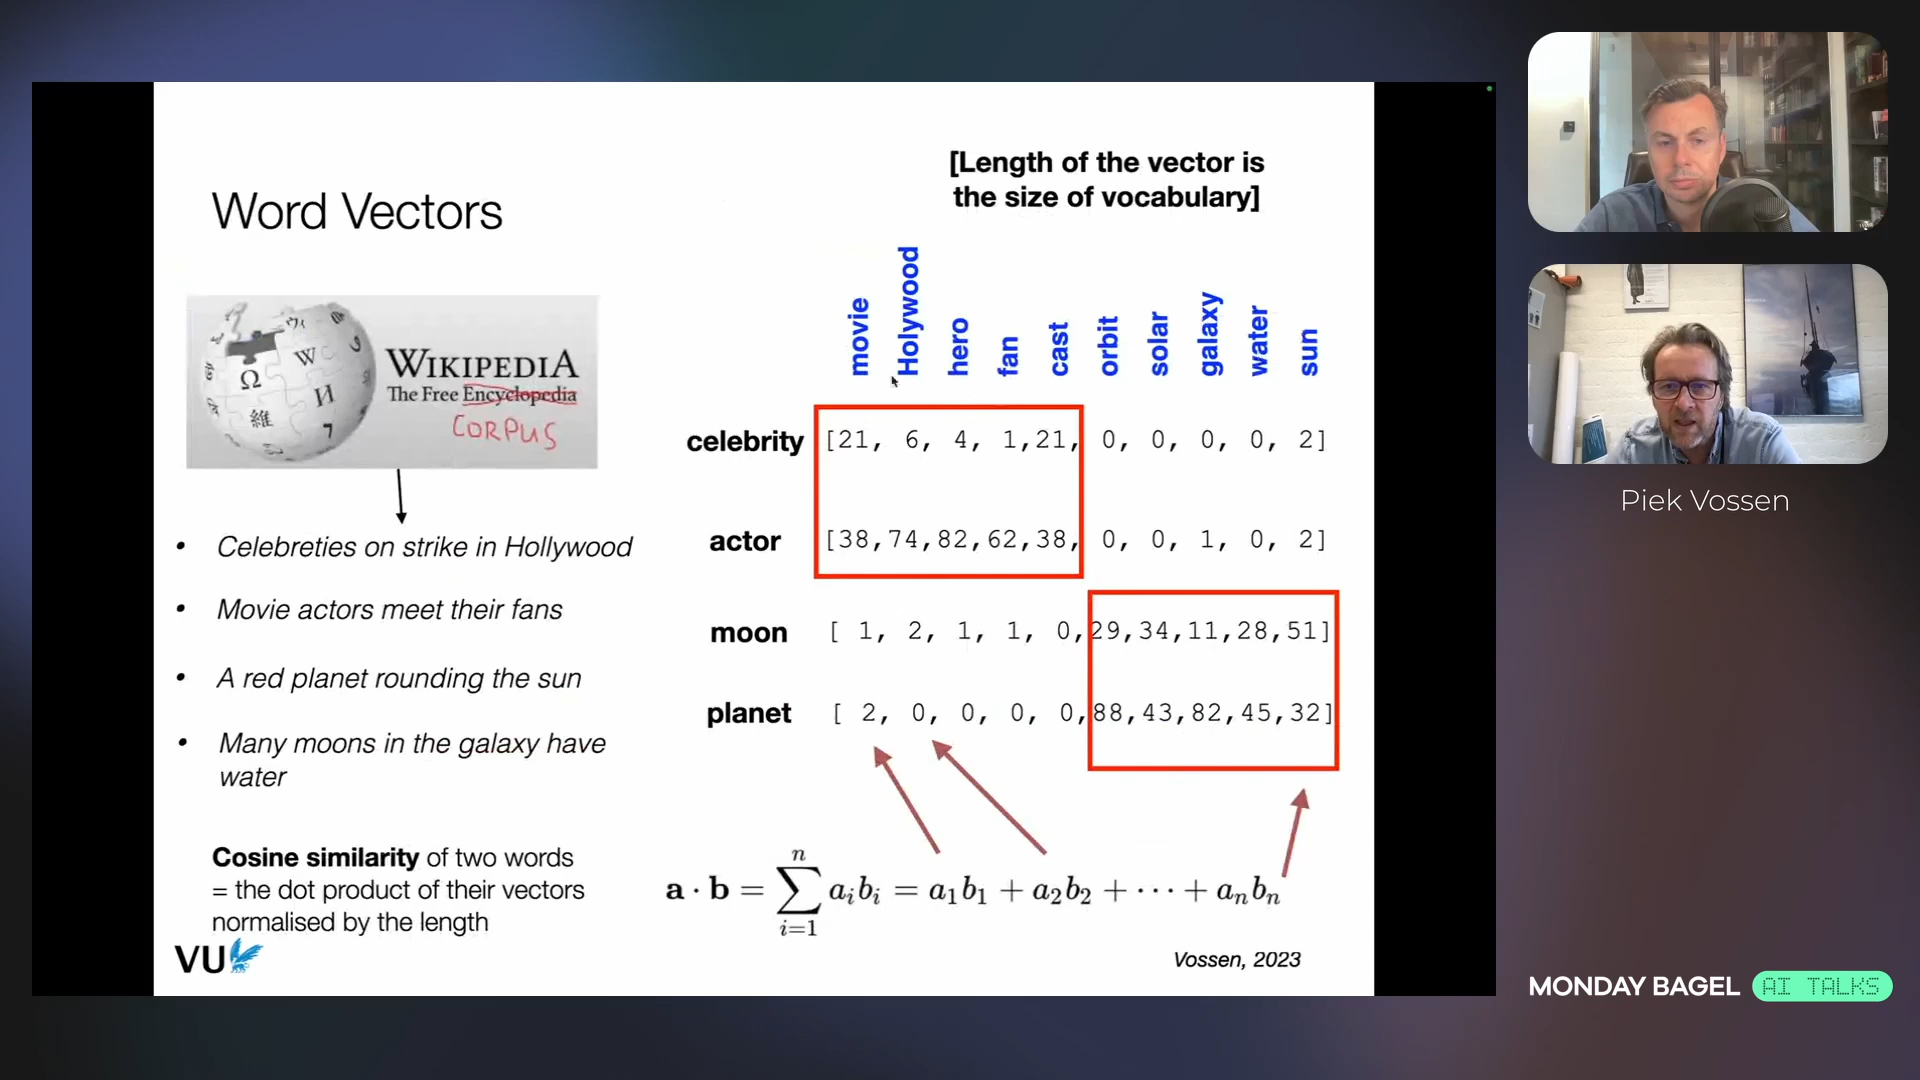 [Length of the vector is
the size of vocabulary]
Word Vectors
movie
Holywood
hero
fan
cast
orbit
solar
galaxy
water
sun
Ω
W
И
維
7
WIKIPEDIA
The Free Encyclopedia
CORPUS
celebrity [21, 6, 4, 1,21, 0, 0, 0, 0, 2]
actor [38,74,82,62,38, 0, 0, 1, 0, 2]
moon [ 1, 2, 1, 1, 0,29,34,11,28,51]
planet [ 2, 0, 0, 0, 0,88,43,82,45,32]
• Celebreties on strike in Hollywood
• Movie actors meet their fans
• A red planet rounding the sun
• Many moons in the galaxy have
water
Cosine similarity of two words
= the dot product of their vectors
normalised by the length
a · b = ∑ⁿᵢ₌₁ aᵢbᵢ = a₁b₁ + a₂b₂ + ⋯ + aₙbₙ
VU
Vossen, 2023
Piek Vossen
MONDAY BAGEL AI TALKS